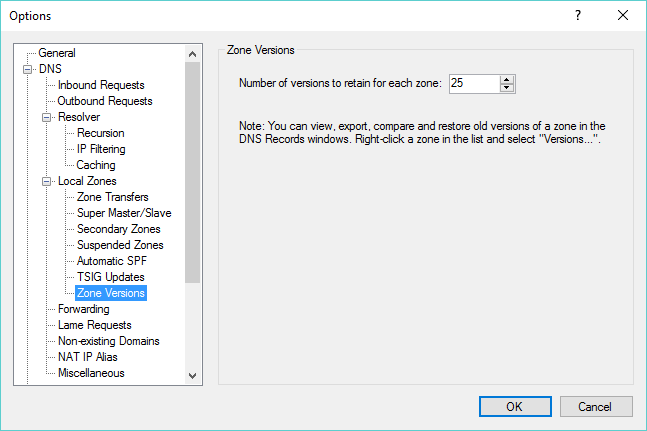 Options
?
General
DNS
Inbound Requests
Outbound Requests
Resolver
Recursion
IP Filtering
Caching
Local Zones
Zone Transfers
Super Master/Slave
Secondary Zones
Suspended Zones
Automatic SPF
TSIG Updates
Zone Versions
Forwarding
Lame Requests
Non-existing Domains
NAT IP Alias
Miscellaneous
Zone Versions
Number of versions to retain for each zone: 25
Note: You can view, export, compare and restore old versions of a zone in the
DNS Records windows. Right-click a zone in the list and select "Versions...".
OK
Cancel